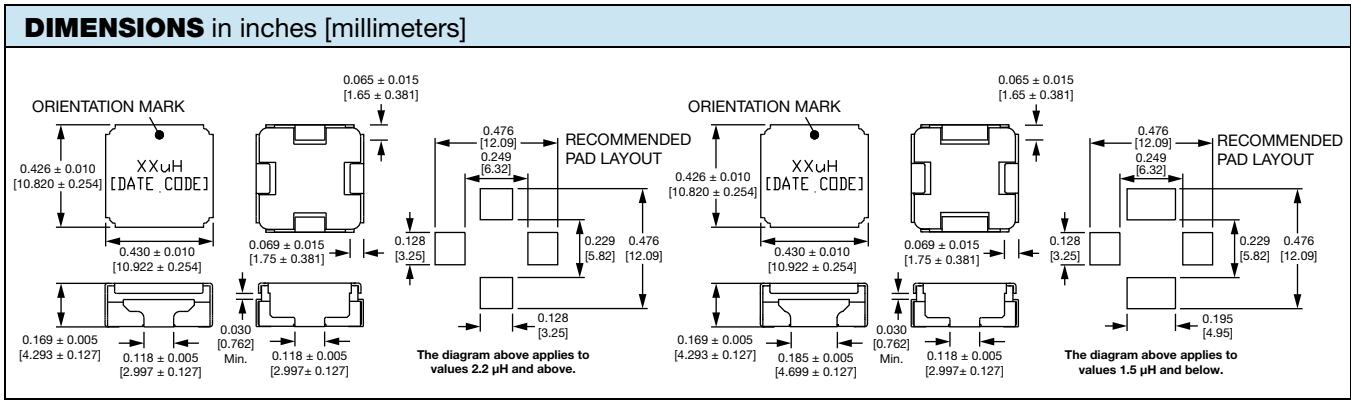 DIMENSIONS in inches [millimeters]
0.065 ± 0.015
[1.65 ± 0.381]
ORIENTATION MARK
0.476
[12.09]
0.249
[6.32]
RECOMMENDED
PAD LAYOUT
0.426 ± 0.010
[10.820 ± 0.254]
XXuH
[DATE CODE]
0.430 ± 0.010
[10.922 ± 0.254]
0.069 ± 0.015
[1.75 ± 0.381]
0.128
[3.25]
0.229
[5.82]
0.476
[12.09]
0.128
[3.25]
0.169 ± 0.005
[4.293 ± 0.127]
0.118 ± 0.005
[2.997 ± 0.127]
0.030
[0.762]
Min.
0.118 ± 0.005
[2.997± 0.127]
The diagram above applies to
values 2.2 µH and above.
0.065 ± 0.015
[1.65 ± 0.381]
ORIENTATION MARK
0.476
[12.09]
0.249
[6.32]
RECOMMENDED
PAD LAYOUT
0.426 ± 0.010
[10.820 ± 0.254]
XXuH
[DATE CODE]
0.430 ± 0.010
[10.922 ± 0.254]
0.069 ± 0.015
[1.75 ± 0.381]
0.128
[3.25]
0.229
[5.82]
0.476
[12.09]
0.195
[4.95]
0.169 ± 0.005
[4.293 ± 0.127]
0.185 ± 0.005
[4.699 ± 0.127]
0.030
[0.762]
Min.
0.118 ± 0.005
[2.997± 0.127]
The diagram above applies to
values 1.5 µH and below.